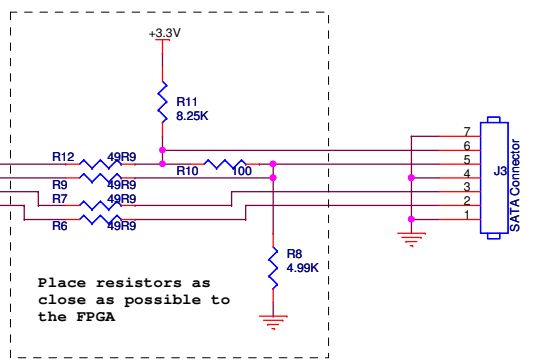 +3.3V
R11
8.25K
R12 49R9
R10 100
R9 49R9
R7 49R9
R6 49R9
R8
4.99K
7
6
5
4
3
2
1
J3
SATA Connector
Place resistors as
close as possible to
the FPGA